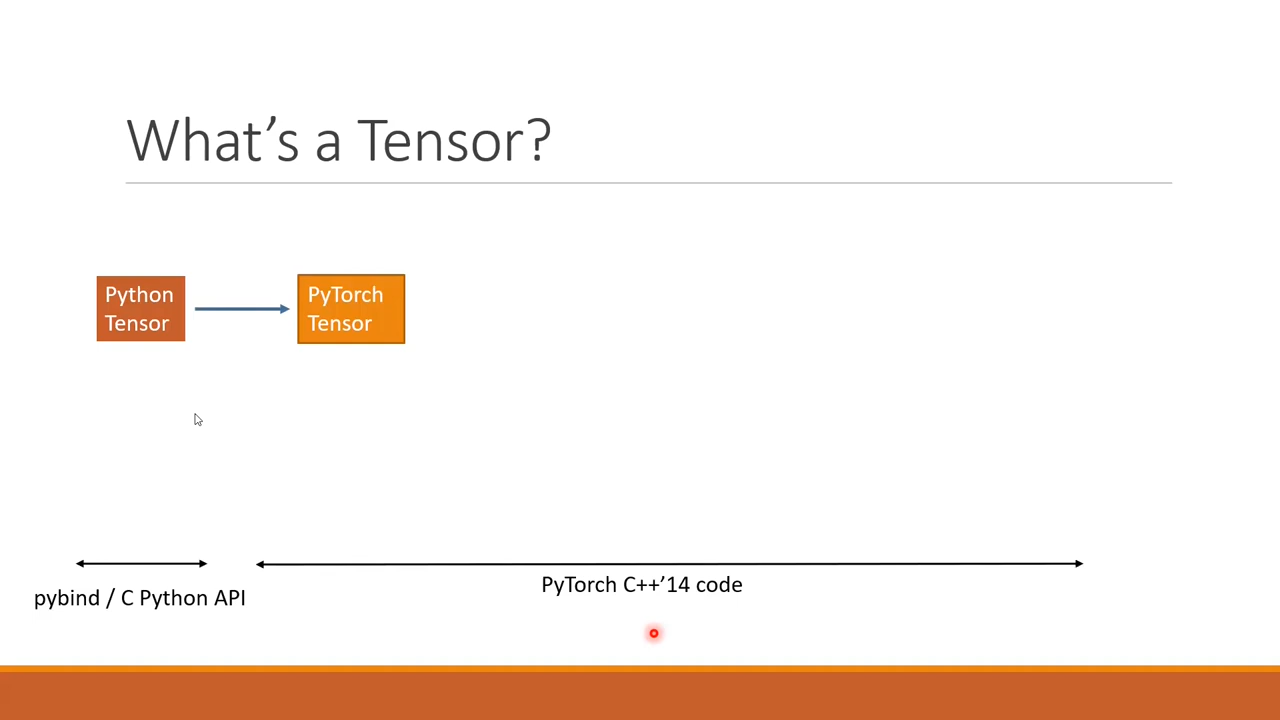 What’s a Tensor?
Python
Tensor
PyTorch
Tensor
pybind / C Python API
PyTorch C++’14 code